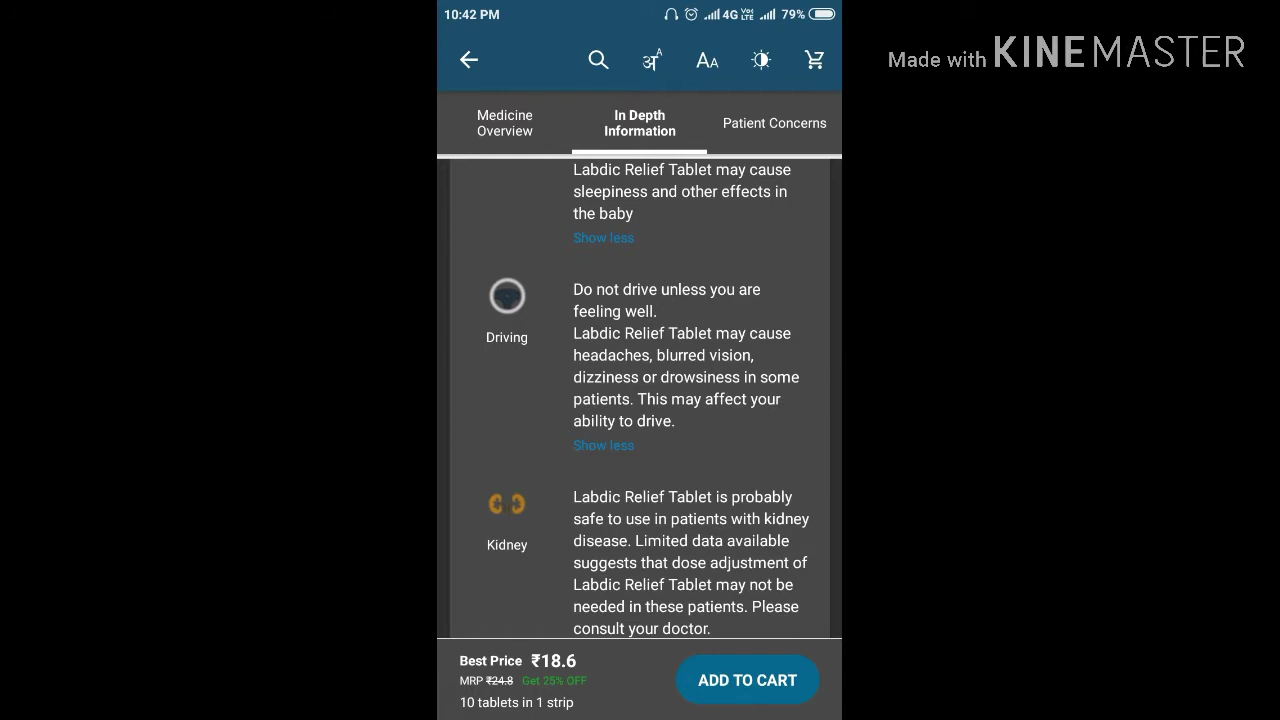 10:42 PM
4G
Vo
LTE
79%
Made with KINEMASTER
अ A
AA
Medicine
Overview
In Depth
Information
Patient Concerns
Labdic Relief Tablet may cause
sleepiness and other effects in
the baby
Show less
Driving
Do not drive unless you are
feeling well.
Labdic Relief Tablet may cause
headaches, blurred vision,
dizziness or drowsiness in some
patients. This may affect your
ability to drive.
Show less
Kidney
Labdic Relief Tablet is probably
safe to use in patients with kidney
disease. Limited data available
suggests that dose adjustment of
Labdic Relief Tablet may not be
needed in these patients. Please
consult your doctor.
Best Price ₹18.6
MRP ₹24.8 Get 25% OFF
10 tablets in 1 strip
ADD TO CART